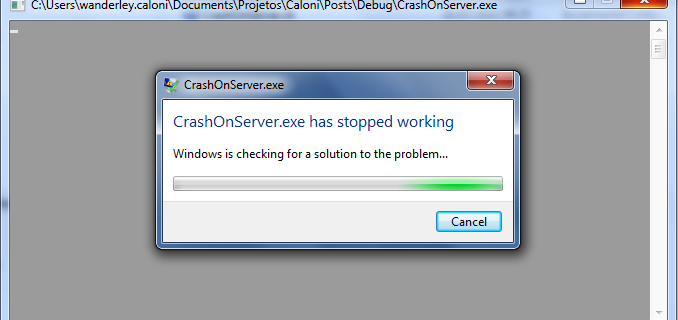 C:\Users\wanderley.caloni\Documents\Projetos\Caloni\Posts\Debug\CrashOnServer.exe
CrashOnServer.exe
CrashOnServer.exe has stopped working
Windows is checking for a solution to the problem...
Cancel